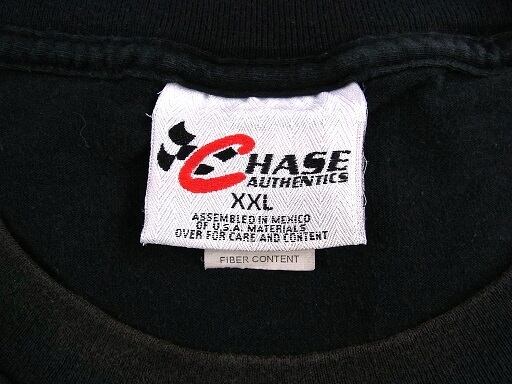 CHASE
AUTHENTICS
XXL
ASSEMBLED IN MEXICO
OF U.S.A. MATERIALS
OVER FOR CARE AND CONTENT
FIBER CONTENT